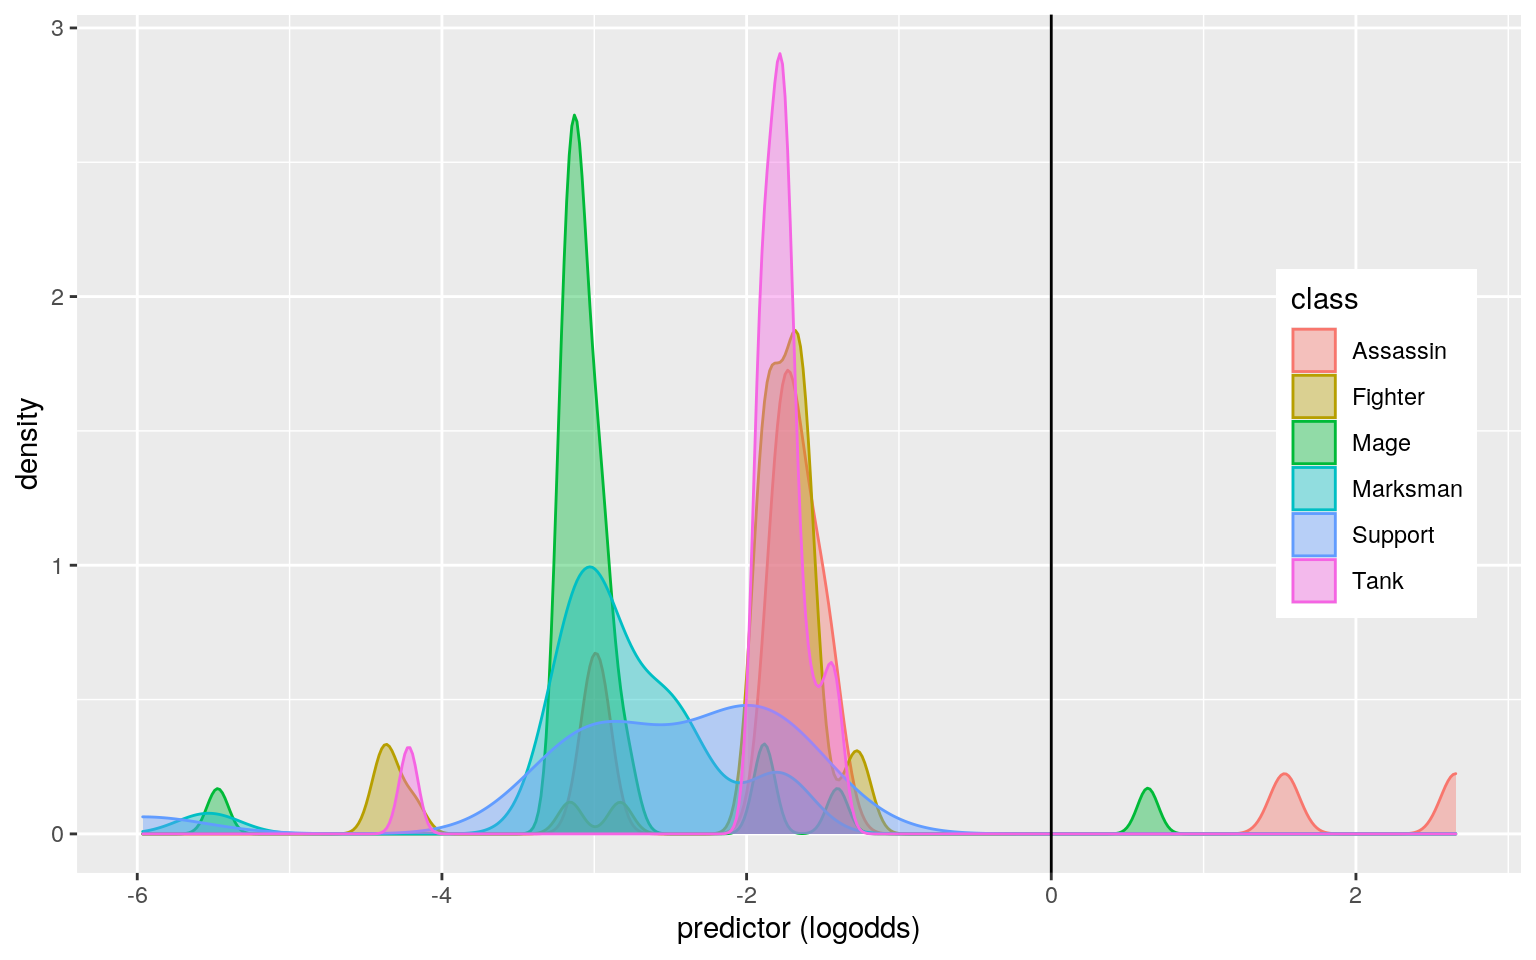 3
2
1
0
density
-6
-4
-2
0
2
predictor (logodds)
class
Assassin
Fighter
Mage
Marksman
Support
Tank